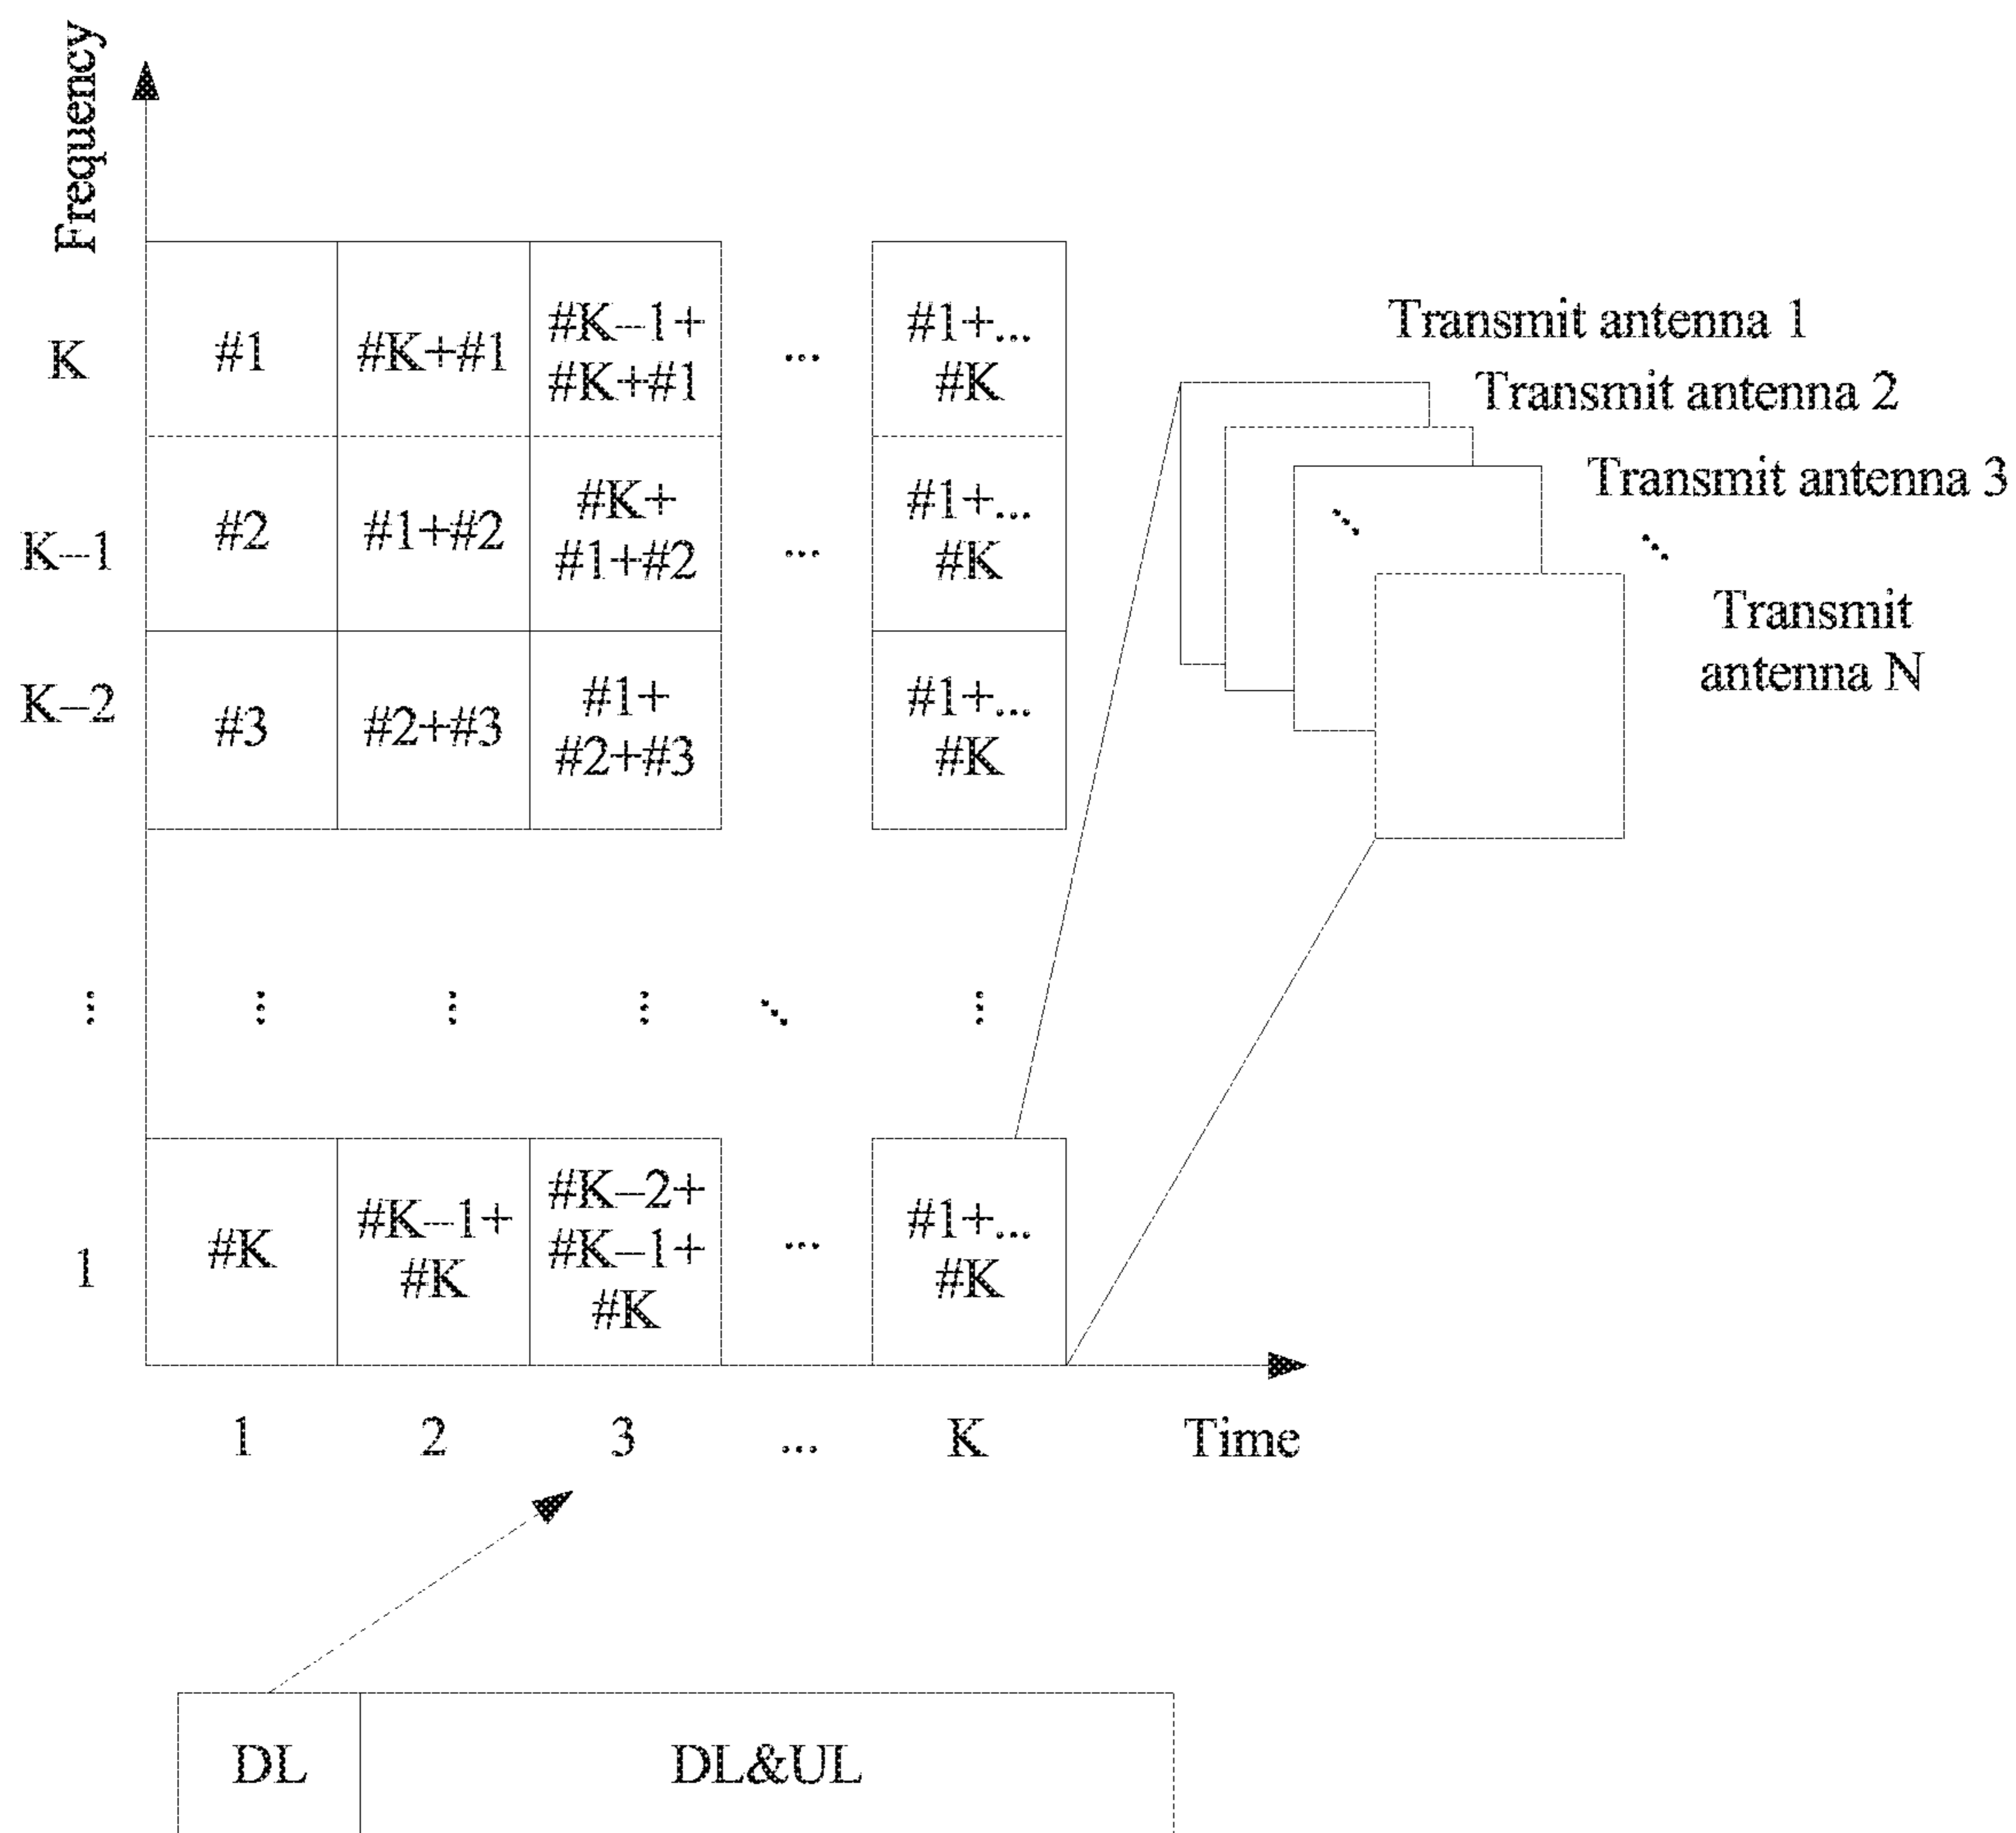 Frequency
K
#1
#K+#1
#K--1+
#K+#1
...
#1+...
#K
K--1
#2
#1+#2
#K+
#1+#2
...
#1+...
#K
K--2
#3
#2+#3
#1+
#2+#3
#1+...
#K
1
#K
#K--1+
#K
#K--2+
#K--1+
#K
...
#1+...
#K
1
2
3
...
K
Time
Transmit antenna 1
Transmit antenna 2
Transmit antenna 3
Transmit
antenna N
DL
DL&UL